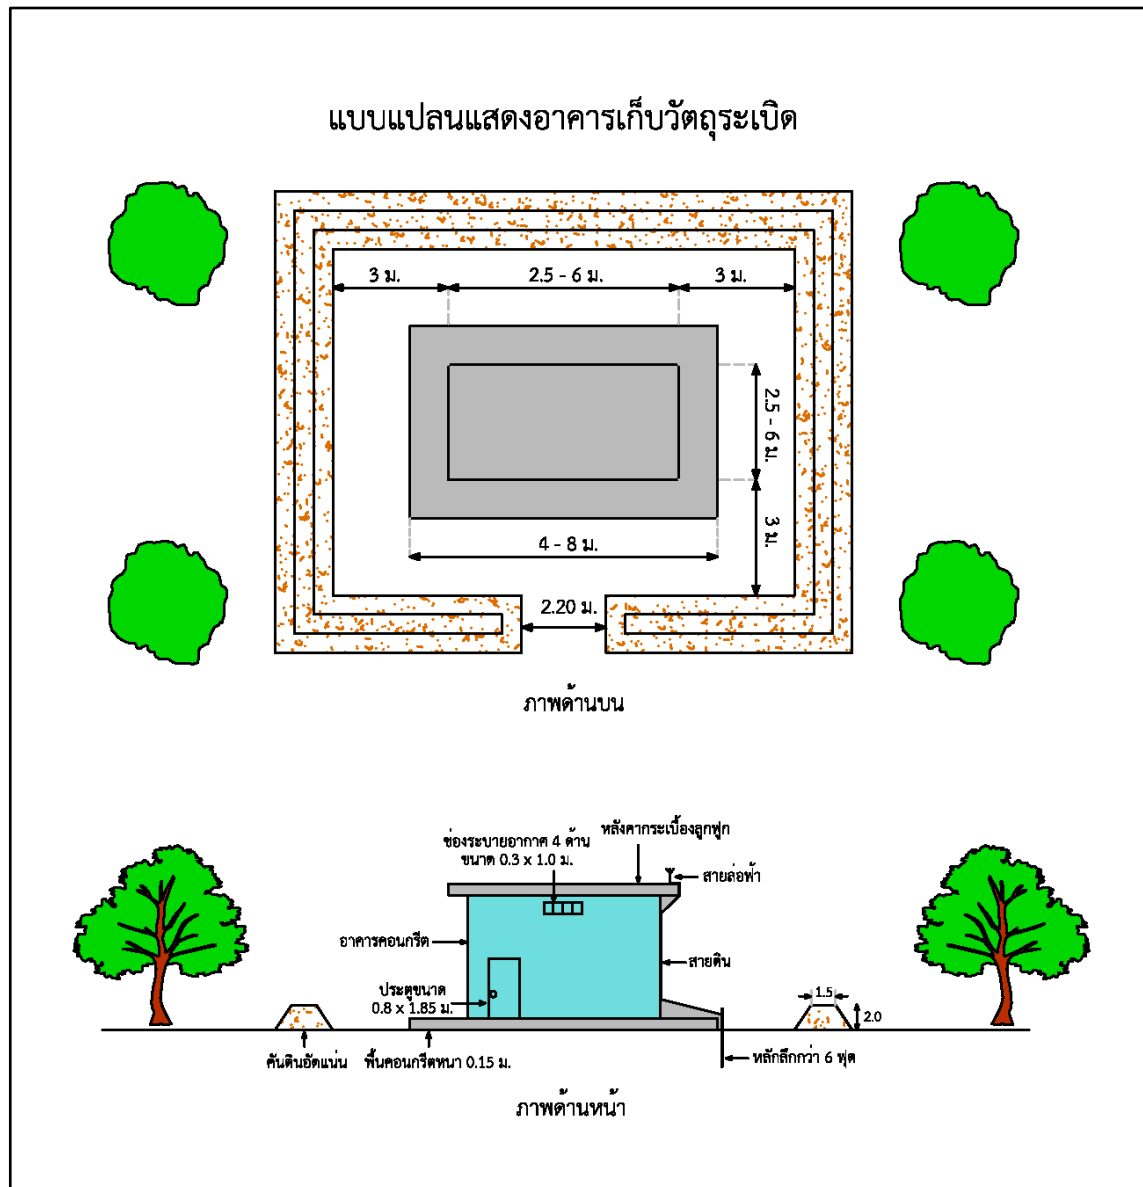 แบบแปลนแสดงอาคารเก็บวัตถุระเบิด
3 ม.
2.5 - 6 ม.
3 ม.
2.5 - 6 ม.
3 ม.
4 - 8 ม.
2.20 ม.
ภาพด้านบน
หลังคากระเบื้องลูกฟูก
ช่องระบายอากาศ 4 ด้าน
ขนาด 0.3 x 1.0 ม.
สายล่อฟ้า
อาคารคอนกรีต
สายดิน
ประตูขนาด
0.8 x 1.85 ม.
1.5
2.0
คันดินอัดแน่น
พื้นคอนกรีตหนา 0.15 ม.
หลักลึกกว่า 6 ฟุต
ภาพด้านหน้า